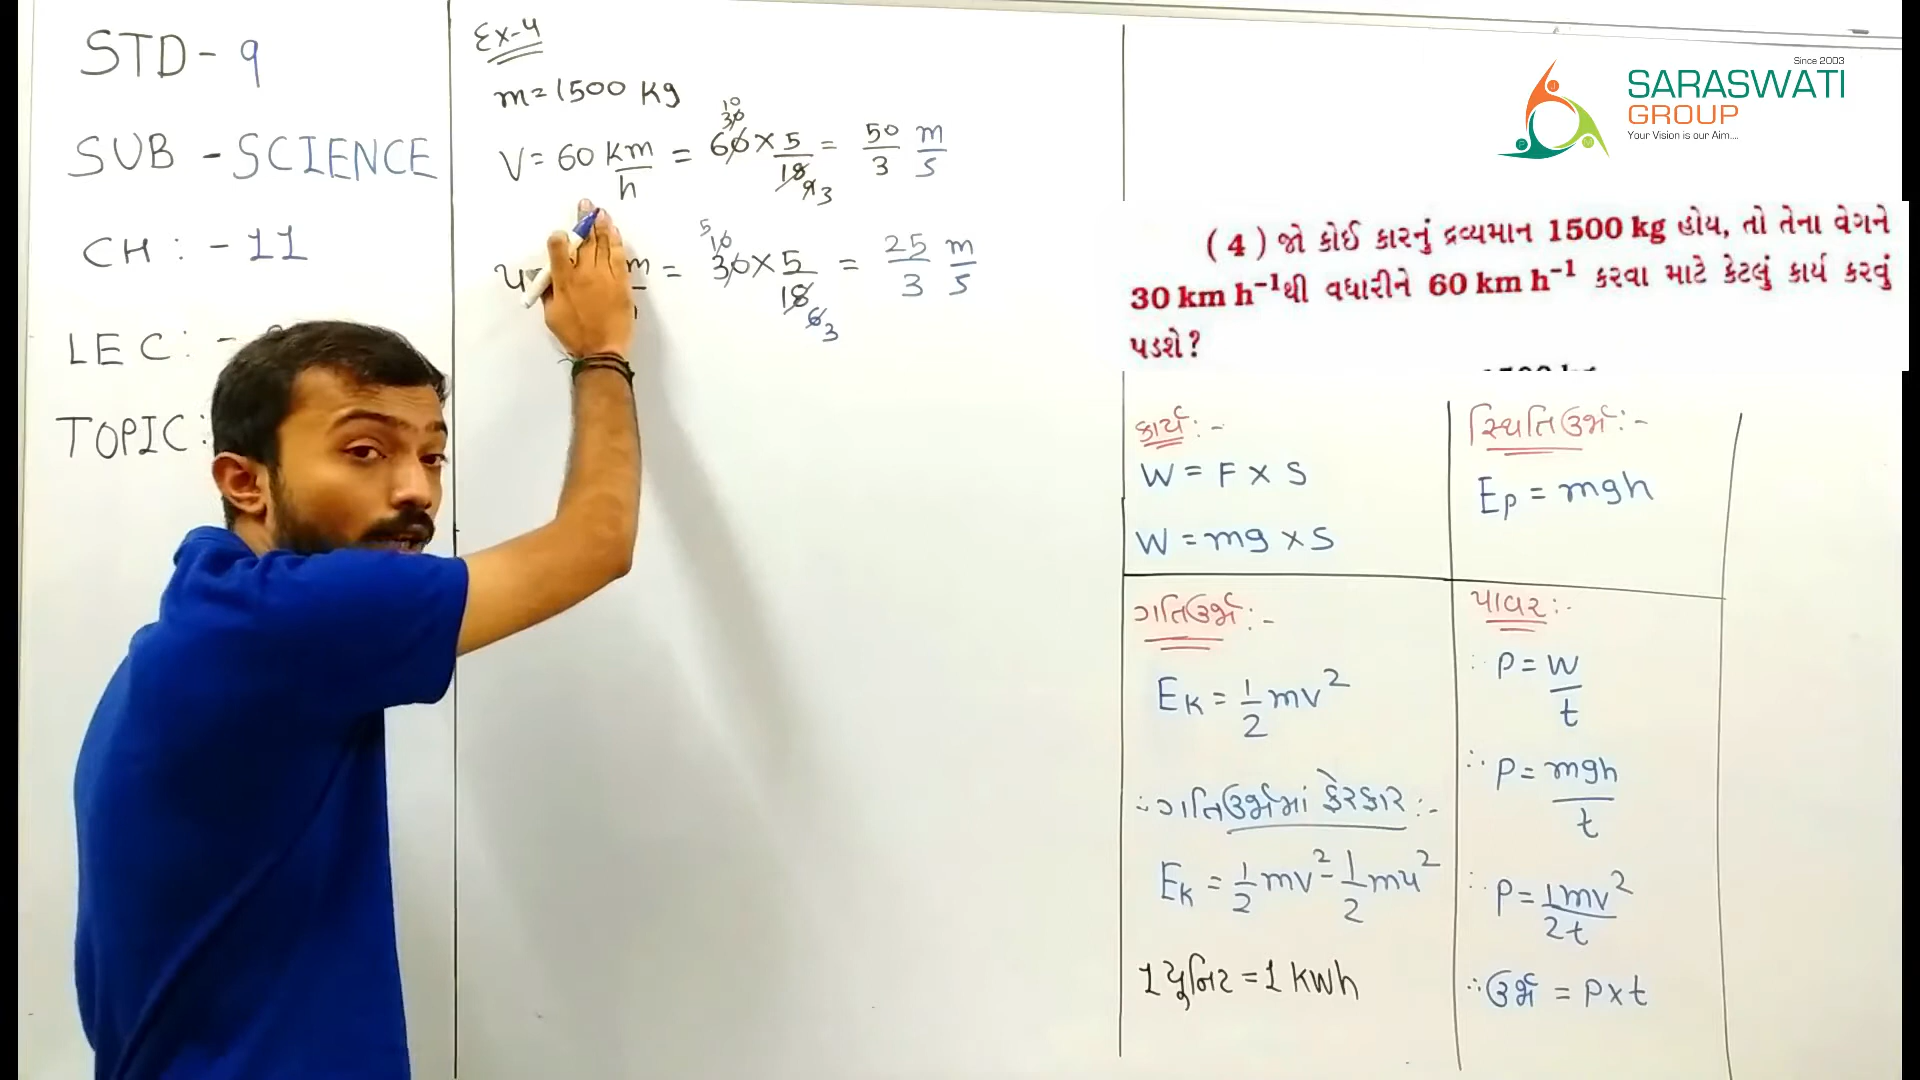 STD - 9
SUB - SCIENCE
CH : - 11
LEC : -
TOPIC :
Ex-4
m = 1500 kg
V = 60 km/h = 60 × 5/18 = 50/3 m/s
u = m = 30 × 5/18 = 25/3 m/s
Since 2003
SARASWATI
GROUP
Your Vision is our Aim....
( 4 ) જો કોઈ કારનું દ્રવ્યમાન 1500 kg હોય, તો તેના વેગને
30 km h⁻¹થી વધારીને 60 km h⁻¹ કરવા માટે કેટલું કાર્ય કરવું
પડશે ?
કાર્ય : -
W = F × S
W = mg × S
સ્થિતિઉર્જા : -
Ep = mgh
ગતિઉર્જા : -
EK = 1/2 mv²
∴ ગતિઉર્જામાં ફેરફાર : -
EK = 1/2 mv² - 1/2 mu²
1 યુનિટ = 1 kWh
પાવર : -
∴ P = W/t
∴ P = mgh/t
∴ P = 1mv²/2t
∴ ઉર્જા = P × t